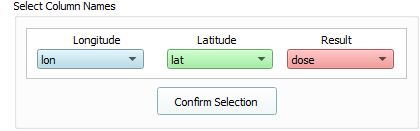 Select Column Names
Longitude Latitude Result
lon lat dose
Confirm Selection